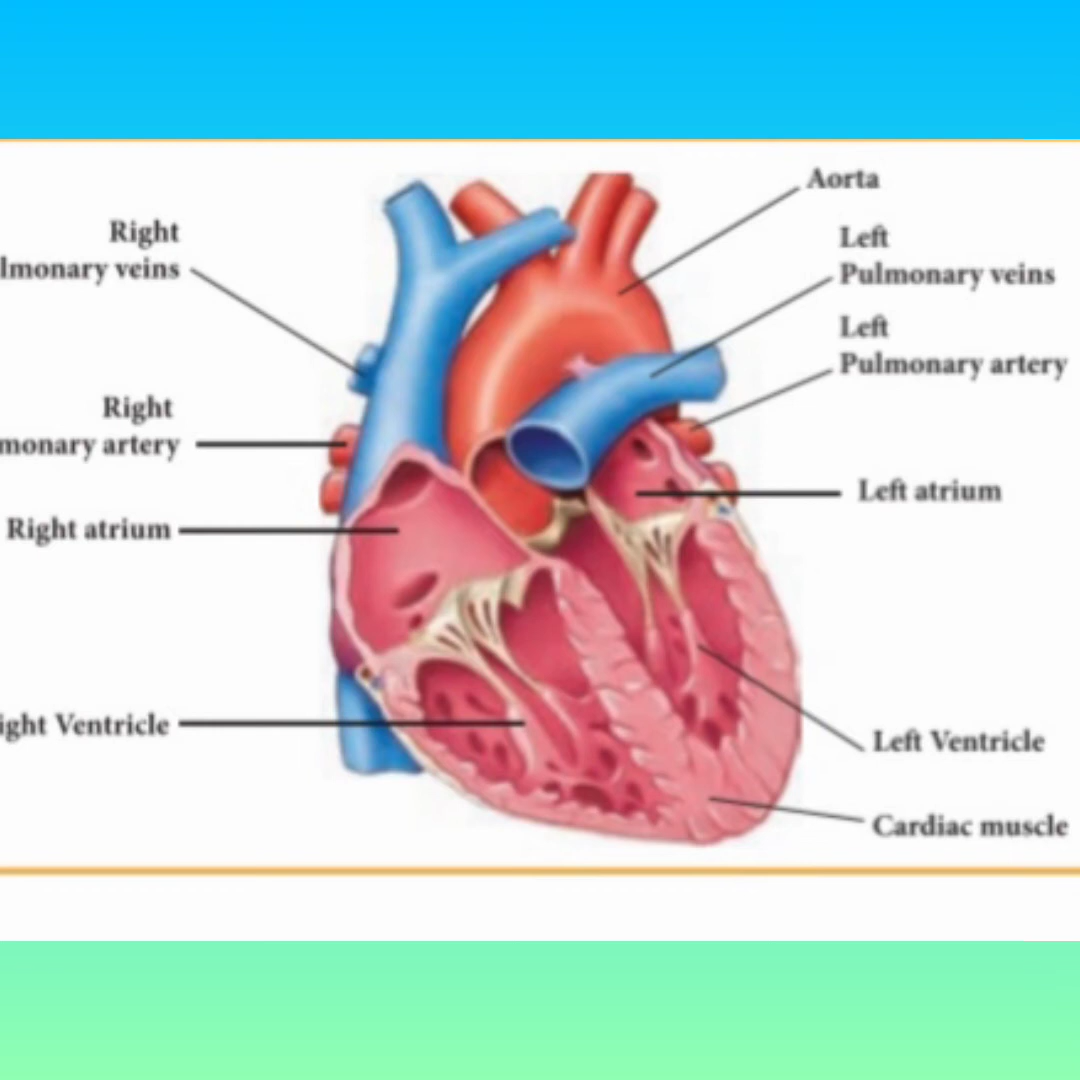 Right
lmonary veins
Right
monary artery
Right atrium
ight Ventricle
Aorta
Left
Pulmonary veins
Left
Pulmonary artery
Left atrium
Left Ventricle
Cardiac muscle